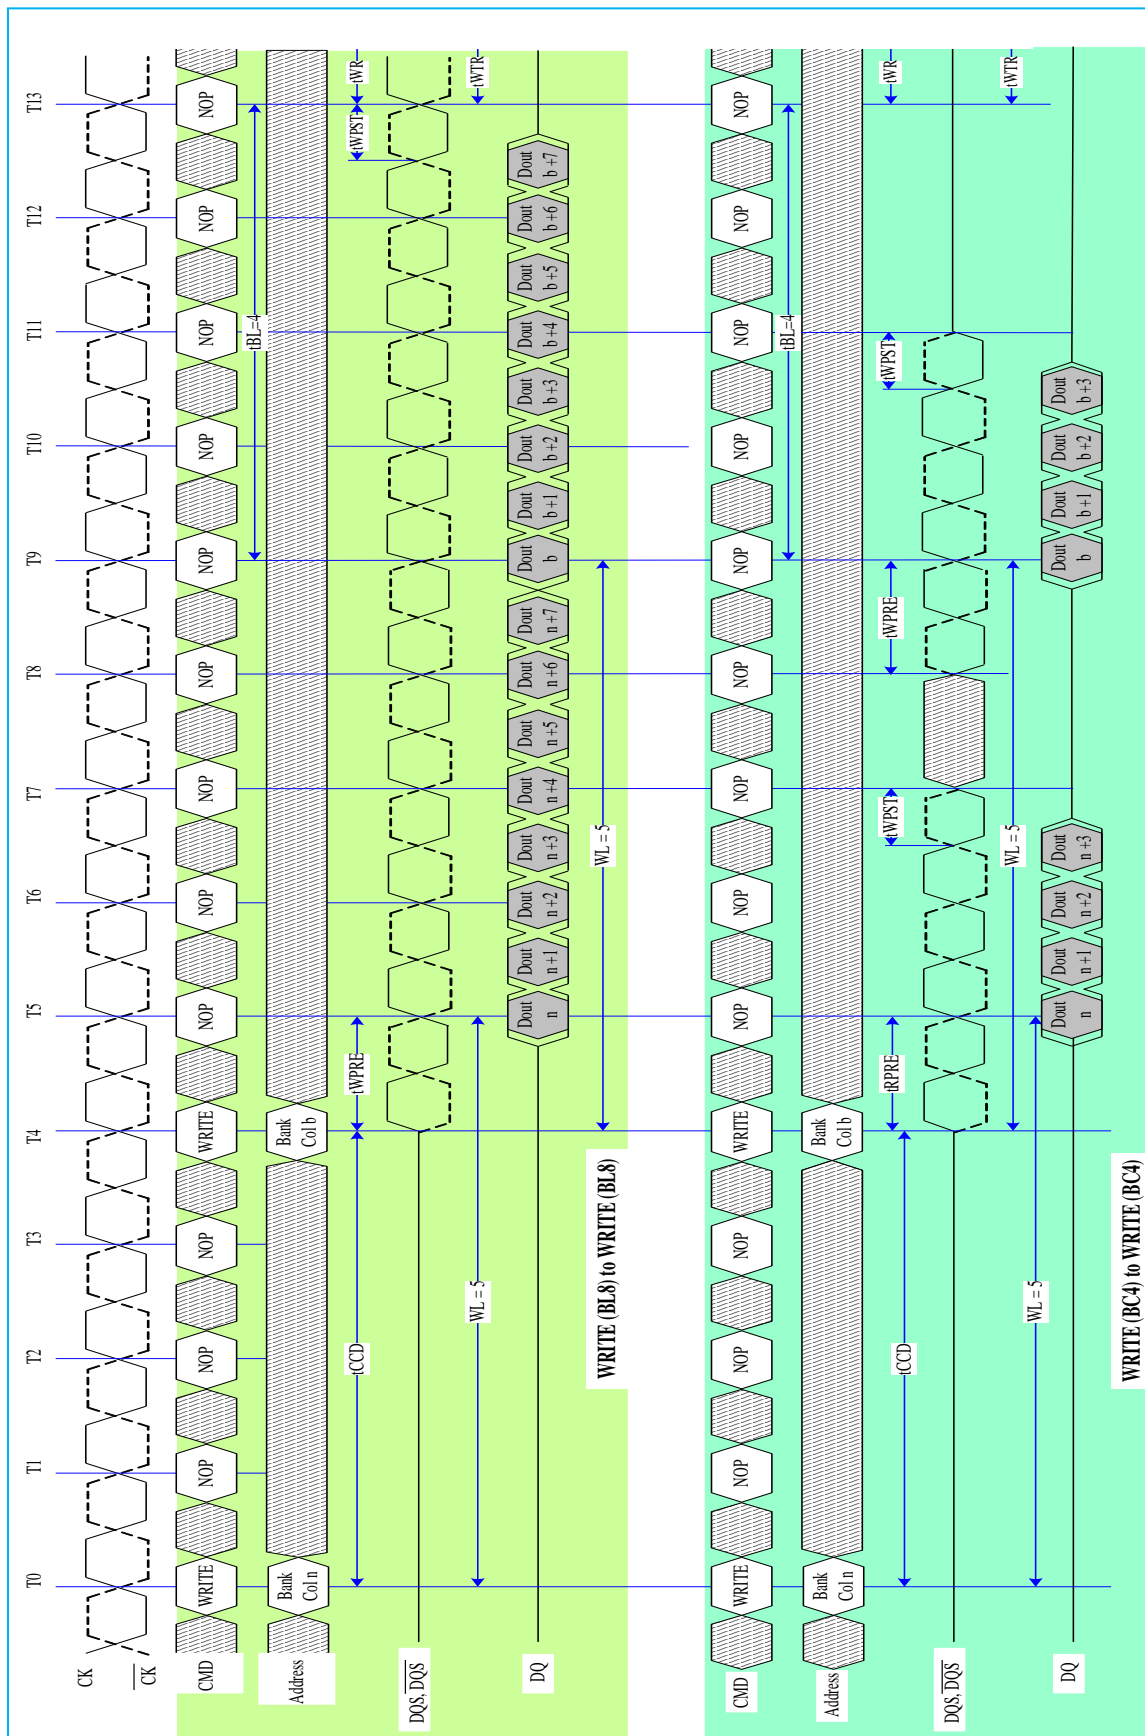 T0 T1 T2 T3 T4 T5 T6 T7 T8 T9 T10 T11 T12 T13
CK
CK
CMD WRITE NOP NOP NOP WRITE NOP NOP NOP NOP NOP NOP NOP NOP NOP
tBL=4
Address Bank Col n Bank Col b
tCCD tWPRE tWPST tWR
DQS, DQS
WL = 5 tWTR
DQ Dout n Dout n+1 Dout n+2 Dout n+3 Dout n+4 Dout n+5 Dout n+6 Dout n+7 Dout b Dout b+1 Dout b+2 Dout b+3 Dout b+4 Dout b+5 Dout b+6 Dout b+7
WL = 5
WRITE (BL8) to WRITE (BL8)
CMD WRITE NOP NOP NOP WRITE NOP NOP NOP NOP NOP NOP NOP NOP NOP
tBL=4
Address Bank Col n Bank Col b
tCCD tRPRE tWPST tWPRE tWPST tWR
DQS, DQS
WL = 5 tWTR
WL = 5
DQ Dout n Dout n+1 Dout n+2 Dout n+3 Dout b Dout b+1 Dout b+2 Dout b+3
WRITE (BC4) to WRITE (BC4)